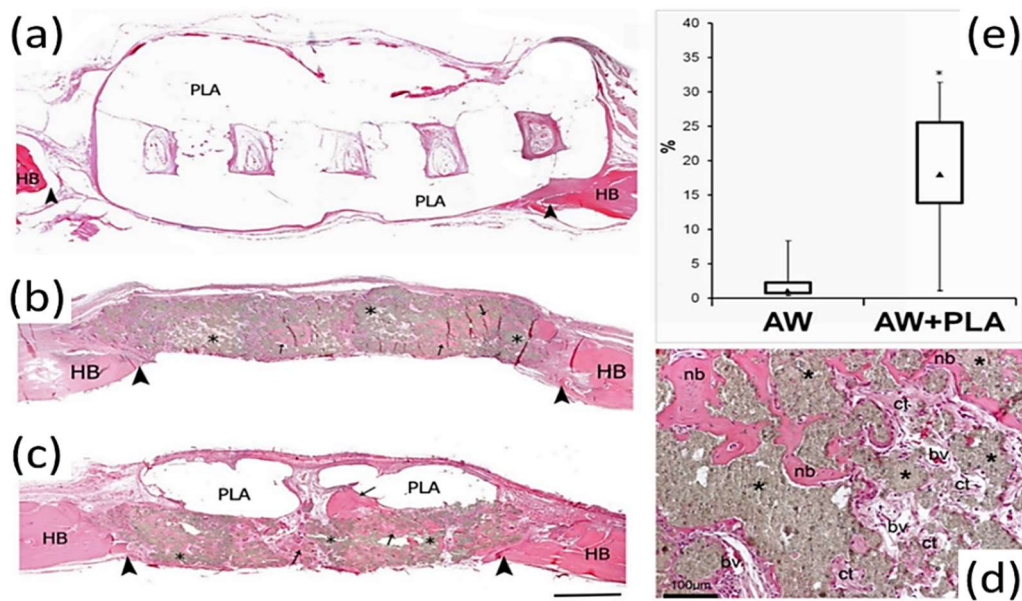 (a)
PLA
PLA
HB
HB
(b)
*
*
*
HB
HB
(c)
PLA
PLA
HB
HB
*
*
*
(e)
40
35
30
25
20
15
10
5
0
%
*
AW
AW+PLA
nb
*
nb
*
ct
bv
*
*
nb
*
ct
bv
ct
bv
ct
100µm
(d)